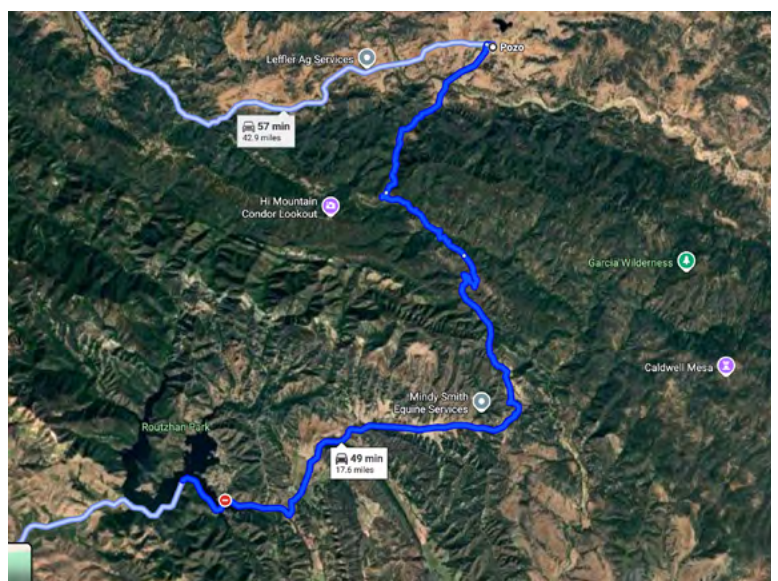 Pozo
Leffler Ag Services
57 min
42.9 miles
Hi Mountain
Condor Lookout
Garcia Wilderness
Caldwell Mesa
Mindy Smith
Equine Services
Routzhan Park
49 min
17.6 miles